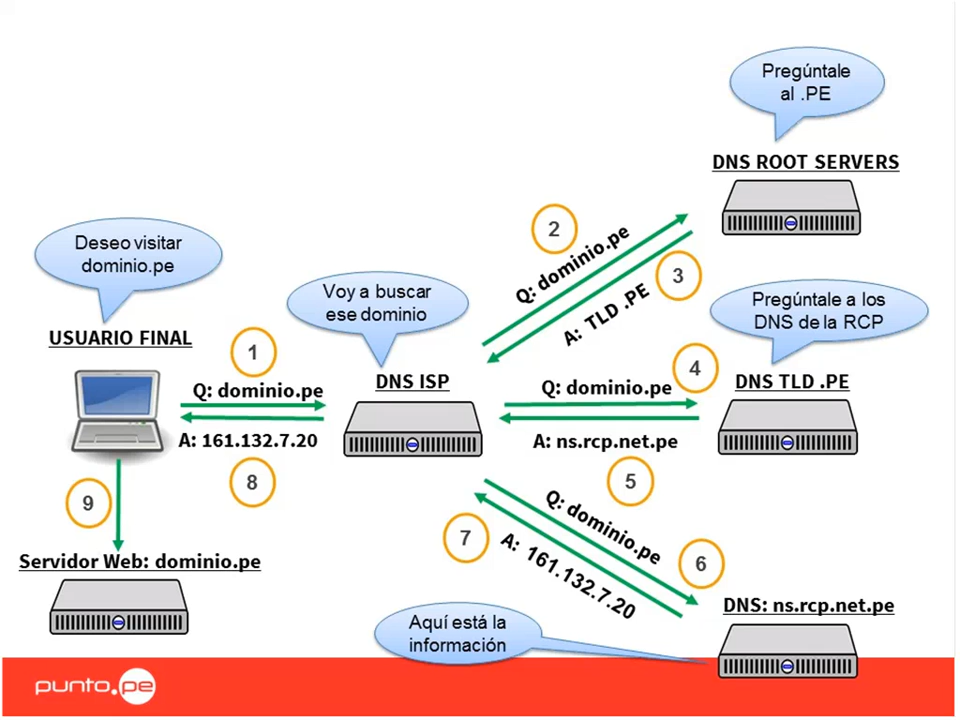 Pregúntale
al .PE
DNS ROOT SERVERS
2
Q: dominio.pe
3
A: TLD .PE
Deseo visitar
dominio.pe
USUARIO FINAL
Voy a buscar
ese dominio
DNS ISP
Pregúntale a los
DNS de la RCP
DNS TLD .PE
1
Q: dominio.pe
A: 161.132.7.20
8
4
Q: dominio.pe
A: ns.rcp.net.pe
5
9
Servidor Web: dominio.pe
7
Q: dominio.pe
6
A: 161.132.7.20
DNS: ns.rcp.net.pe
Aquí está la
información
punto.pe